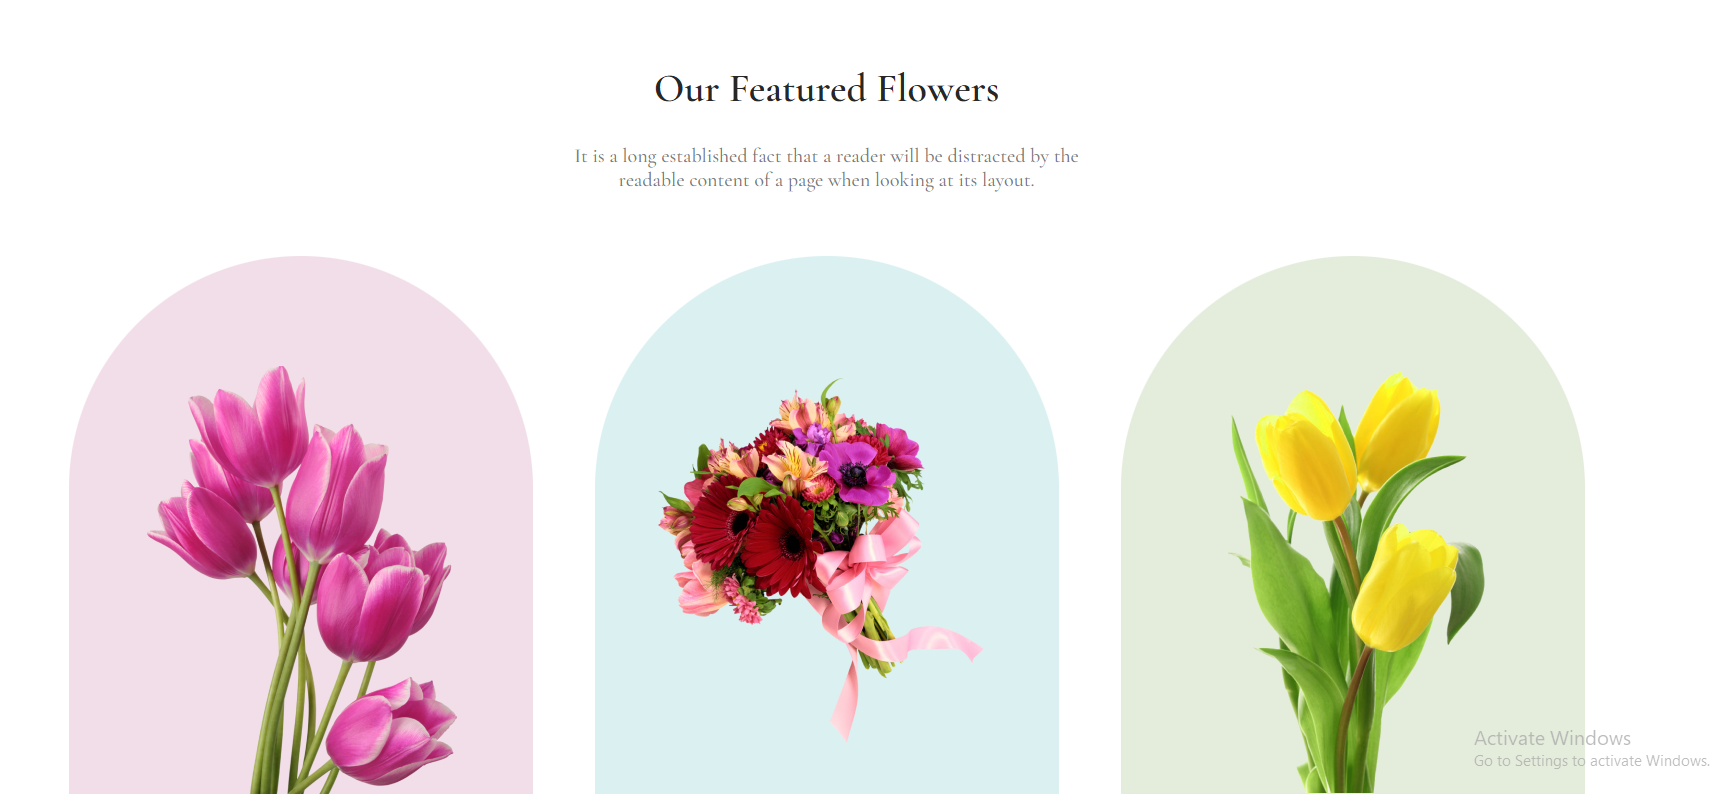 Our Featured Flowers
It is a long established fact that a reader will be distracted by the
readable content of a page when looking at its layout.
Activate Windows
Go to Settings to activate Windows.